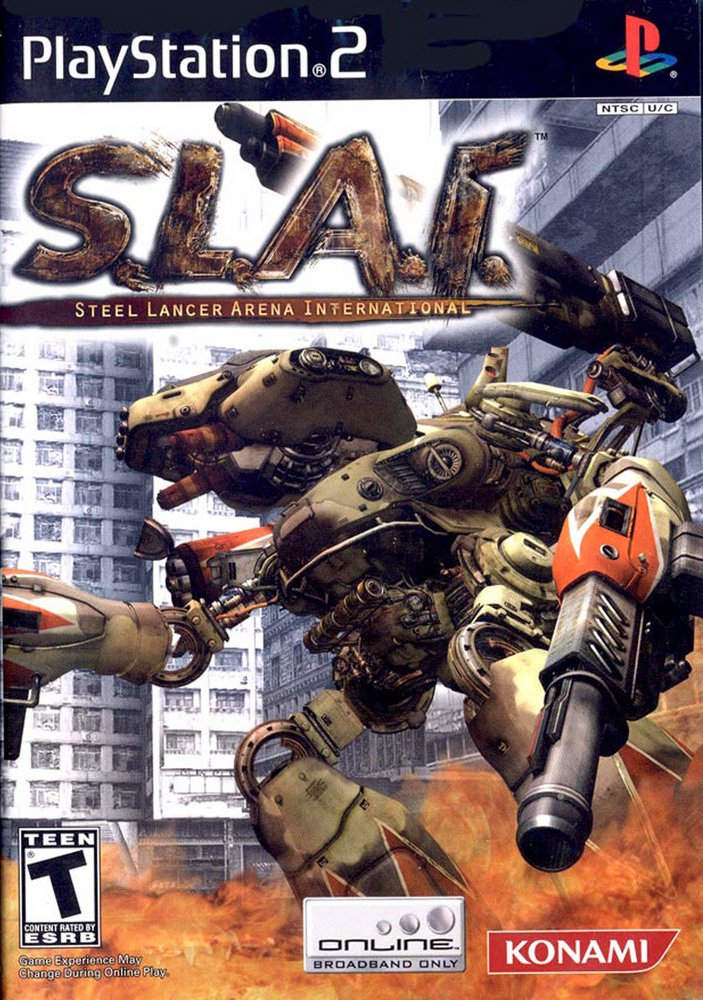 PlayStation®2
NTSC U/C
S.L.A.I.™
STEEL LANCER ARENA INTERNATIONAL
TEEN
T
®
CONTENT RATED BY
ESRB
Game Experience May
Change During Online Play.
ONLINE™
BROADBAND ONLY
KONAMI